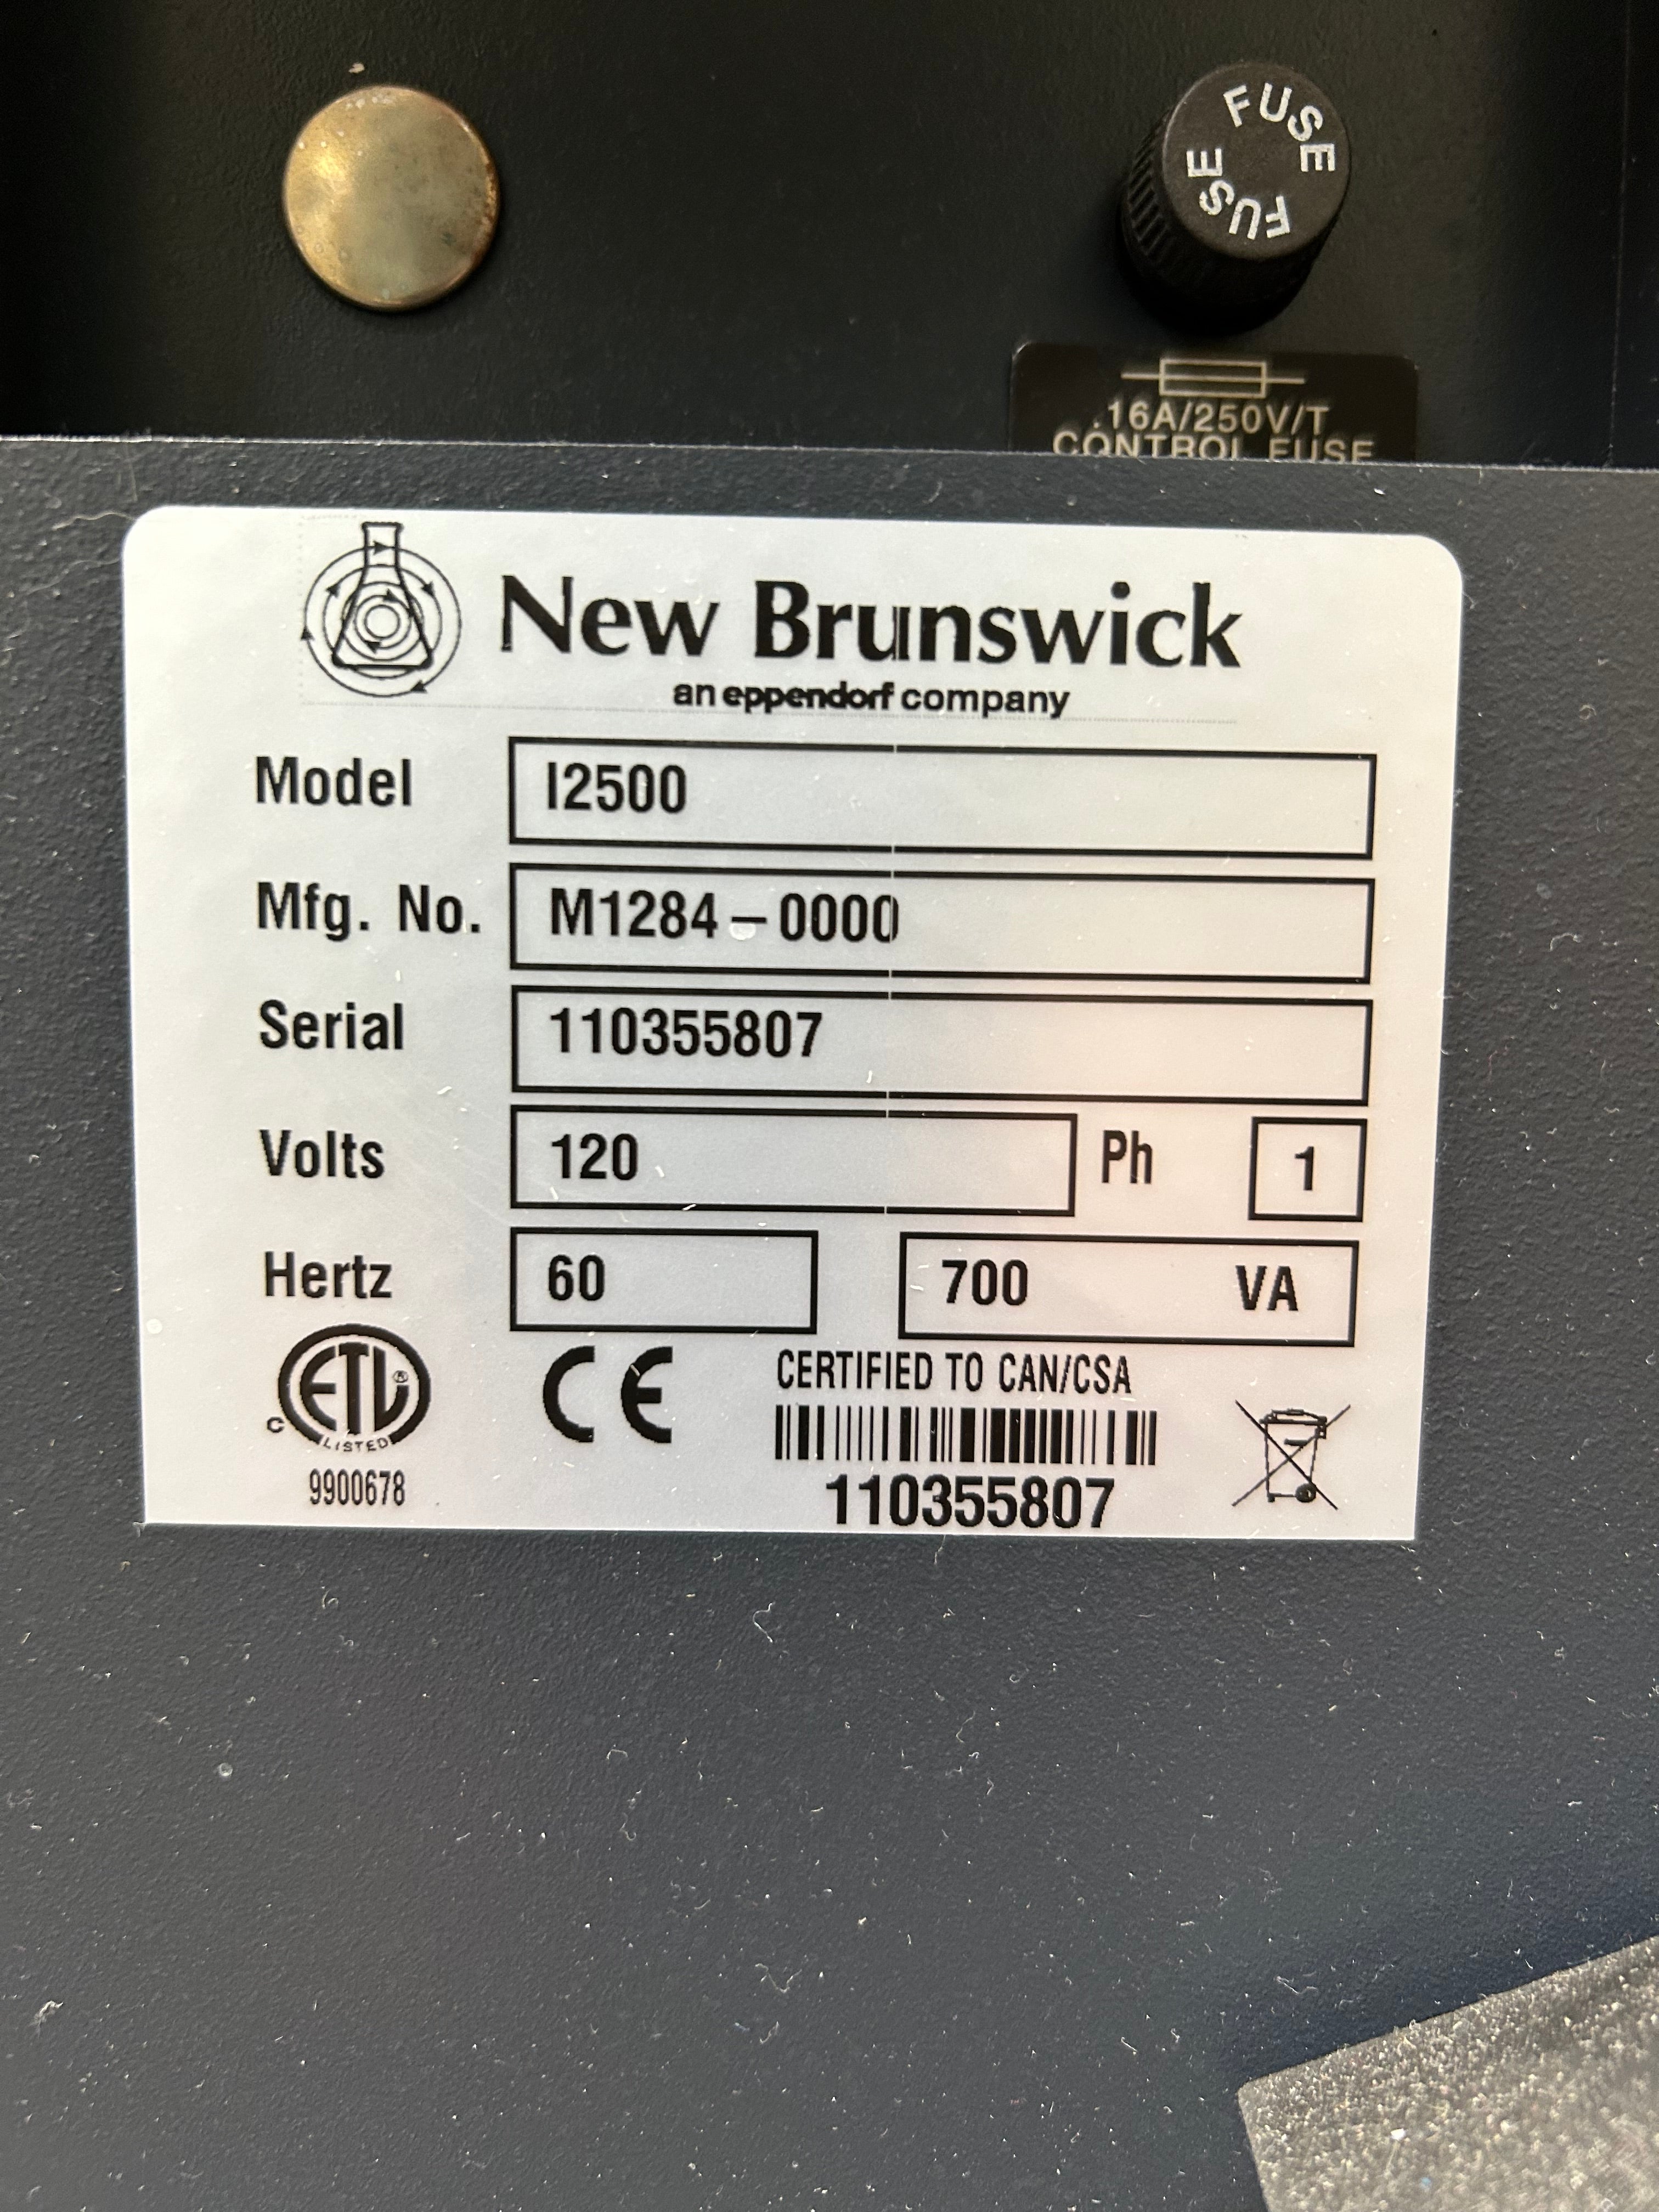 FUSE
FUSE
.16A/250V/T
CONTROL FUSE
New Brunswick
an eppendorf company
Model I2500
Mfg. No. M1284-0000
Serial 110355807
Volts 120 Ph 1
Hertz 60 700 VA
ETL® CE CERTIFIED TO CAN/CSA
C LISTED
9900678 110355807